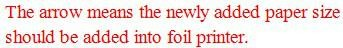 The arrow means the newly added paper size
should be added into foil printer.